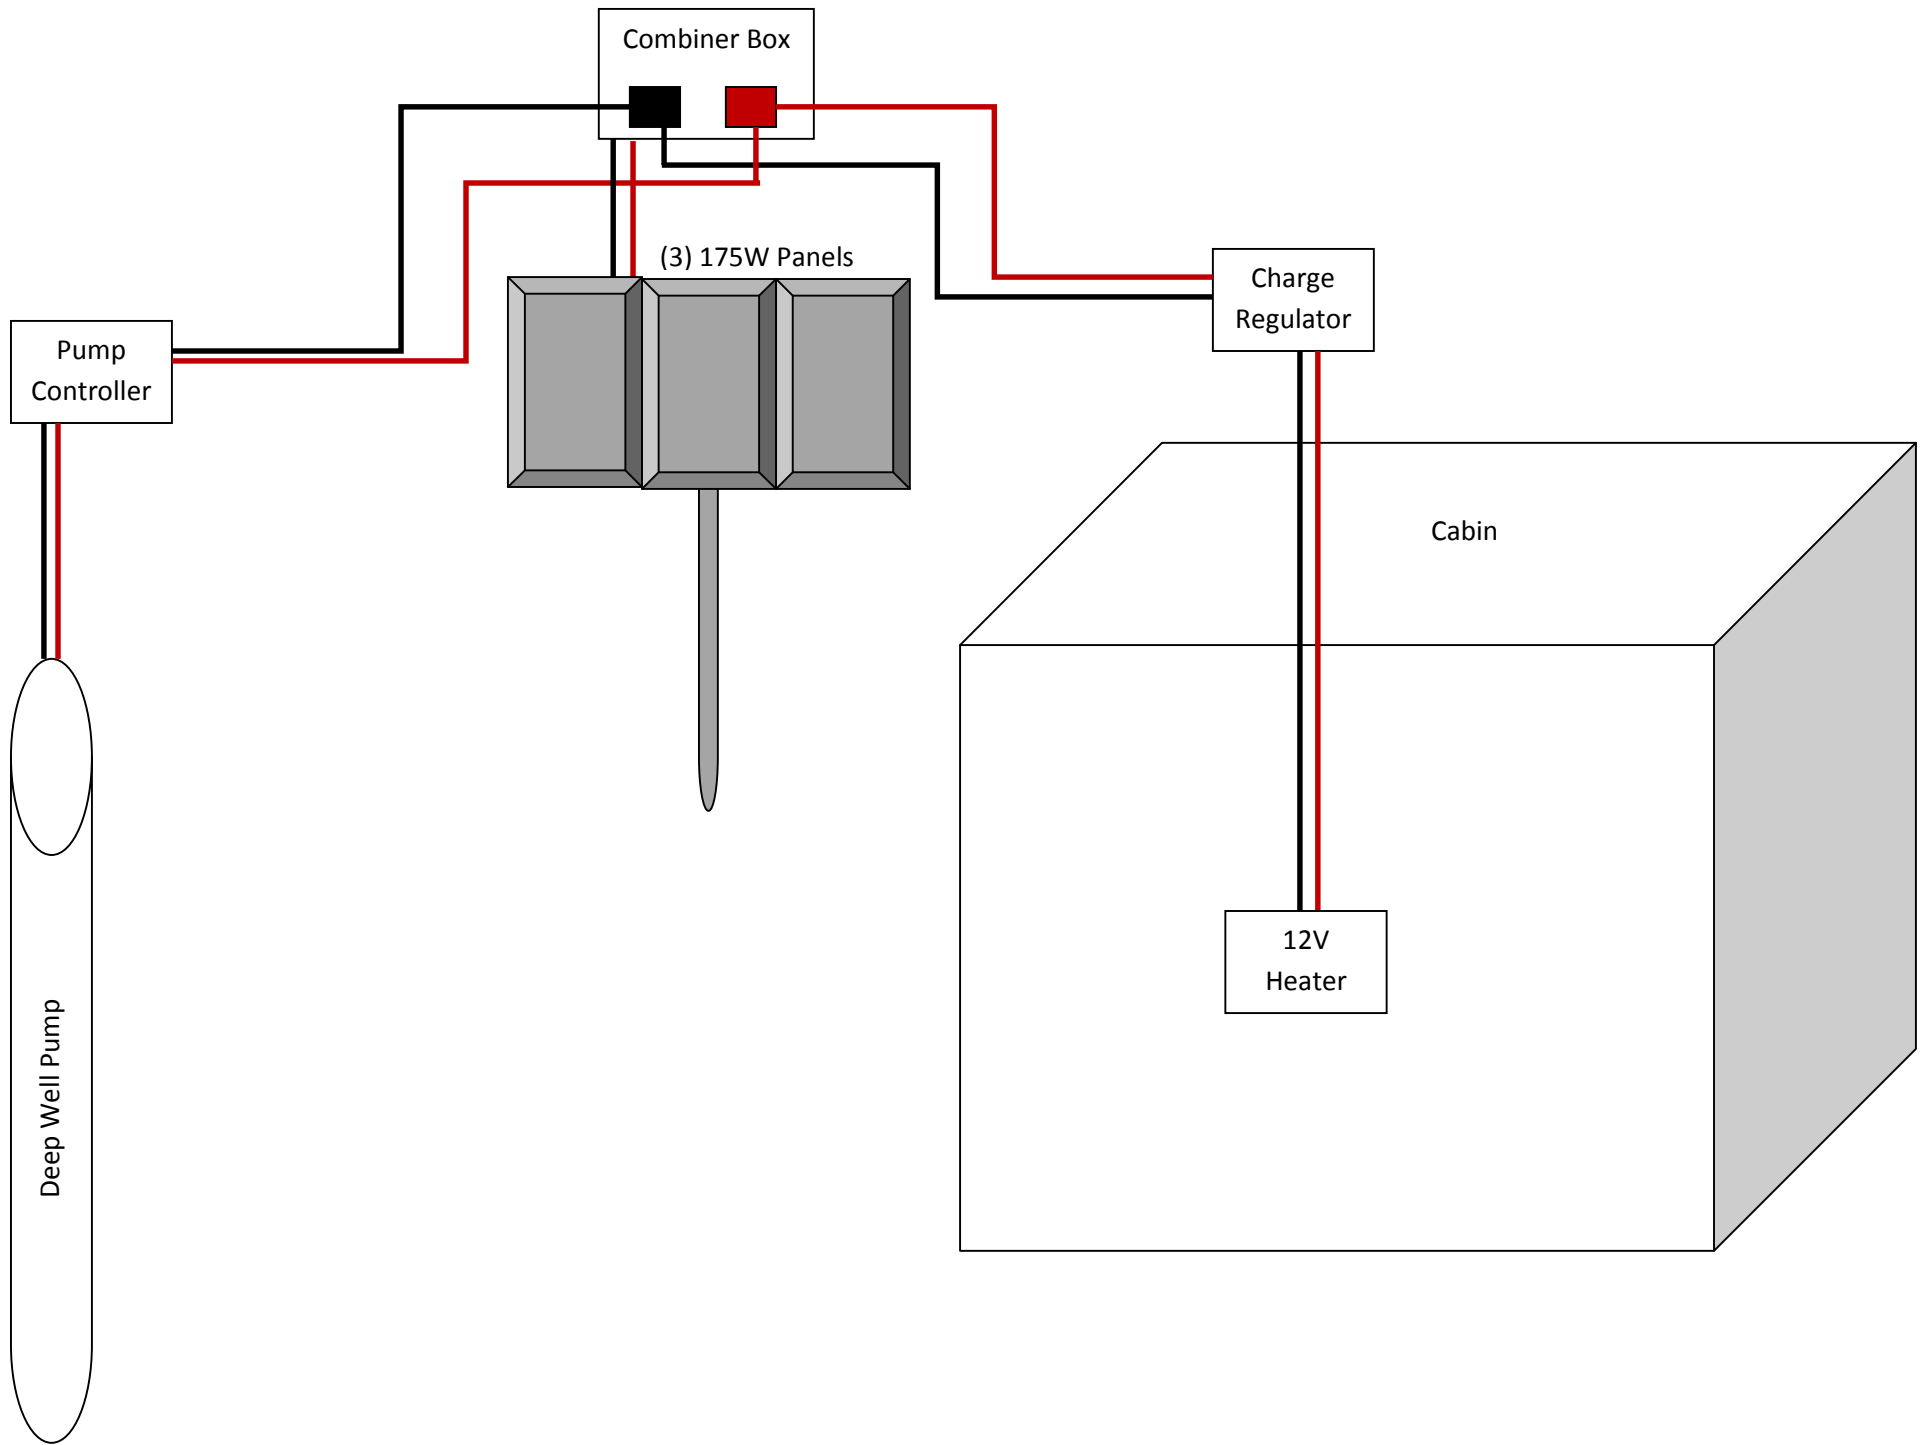 Combiner Box
(3) 175W Panels
Charge
Regulator
Pump
Controller
Cabin
12V
Heater
Deep Well Pump